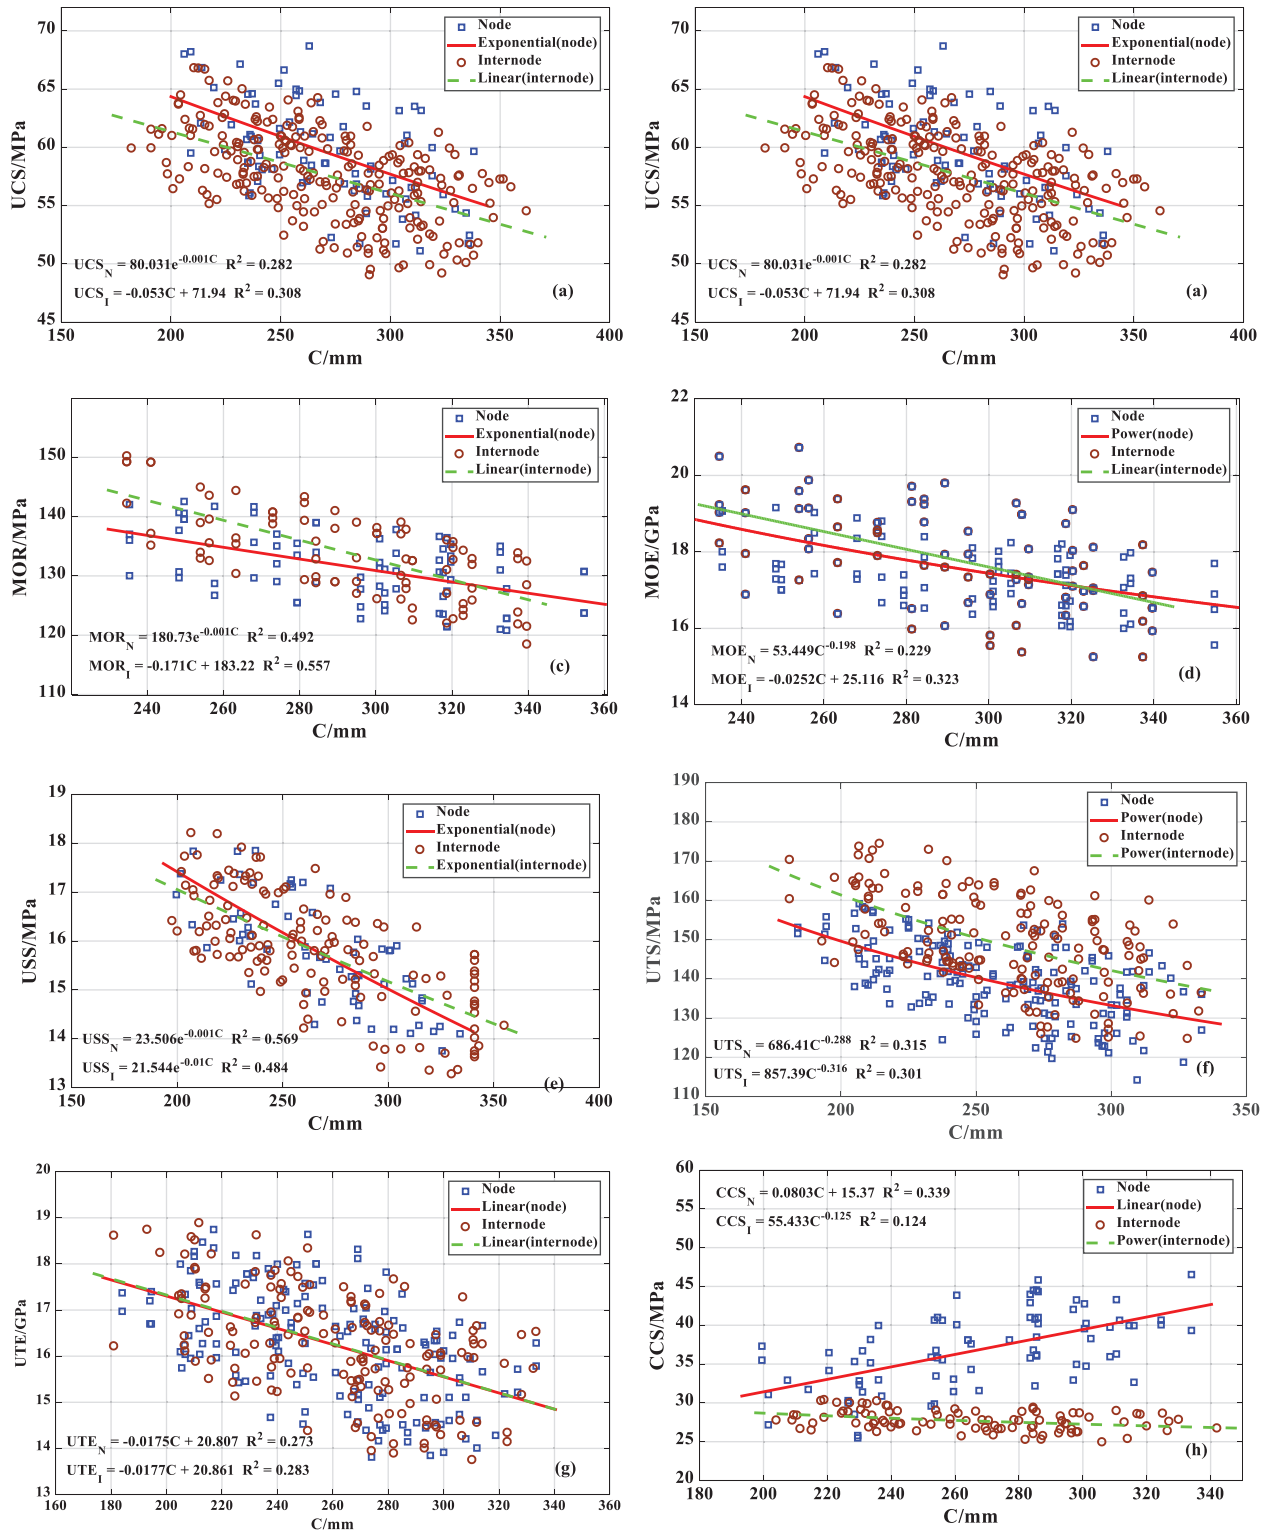 70
65
60
55
50
45
UCS/MPa
Node
Exponential(node)
Internode
Linear(internode)
UCS_N = 80.031e^-0.001C R^2 = 0.282
UCS_I = -0.053C + 71.94 R^2 = 0.308
(a)
150 200 250 300 350 400
C/mm
70
65
60
55
50
45
UCS/MPa
Node
Exponential(node)
Internode
Linear(internode)
UCS_N = 80.031e^-0.001C R^2 = 0.282
UCS_I = -0.053C + 71.94 R^2 = 0.308
(a)
150 200 250 300 350 400
C/mm
150
140
130
120
110
MOR/MPa
Node
Exponential(node)
Internode
Linear(internode)
MOR_N = 180.73e^-0.001C R^2 = 0.492
MOR_I = -0.171C + 183.22 R^2 = 0.557
(c)
240 260 280 300 320 340 360
C/mm
22
20
18
16
14
MOE/GPa
Node
Power(node)
Internode
Linear(internode)
MOE_N = 53.449C^-0.198 R^2 = 0.229
MOE_I = -0.0252C + 25.116 R^2 = 0.323
(d)
240 260 280 300 320 340 360
C/mm
19
18
17
16
15
14
13
USS/MPa
Node
Exponential(node)
Internode
Exponential(internode)
USS_N = 23.506e^-0.001C R^2 = 0.569
USS_I = 21.544e^-0.01C R^2 = 0.484
(e)
150 200 250 300 350 400
C/mm
190
180
170
160
150
140
130
120
110
UTS/MPa
Node
Power(node)
Internode
Power(internode)
UTS_N = 686.41C^-0.288 R^2 = 0.315
UTS_I = 857.39C^-0.316 R^2 = 0.301
(f)
150 200 250 300 350
C/mm
20
19
18
17
16
15
14
13
UTE/GPa
Node
Linear(node)
Internode
Linear(internode)
UTE_N = -0.0175C + 20.807 R^2 = 0.273
UTE_I = -0.0177C + 20.861 R^2 = 0.283
(g)
160 180 200 220 240 260 280 300 320 340 360
C/mm
60
55
50
45
40
35
30
25
20
CCS/MPa
CCS_N = 0.0803C + 15.37 R^2 = 0.339
CCS_I = 55.433C^-0.125 R^2 = 0.124
Node
Linear(node)
Internode
Power(internode)
(h)
180 200 220 240 260 280 300 320 340
C/mm